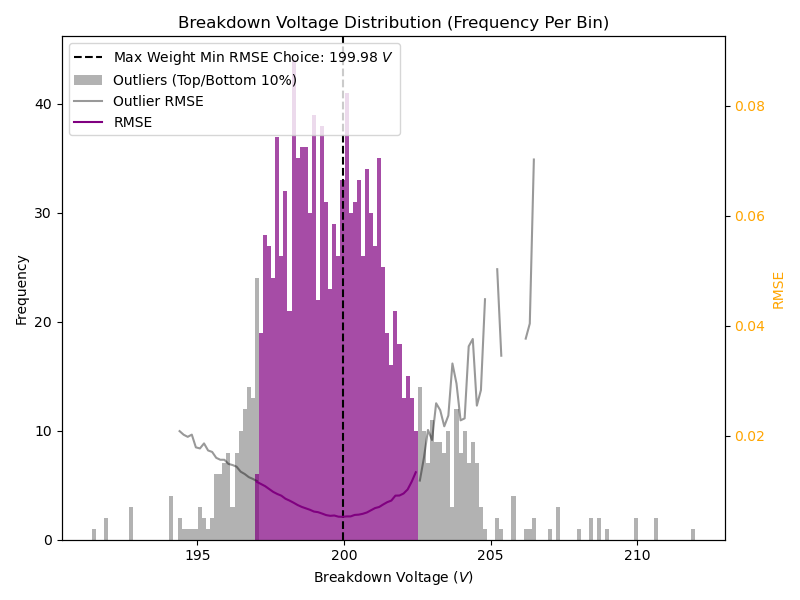 Breakdown Voltage Distribution (Frequency Per Bin)
Max Weight Min RMSE Choice: 199.98 V
Outliers (Top/Bottom 10%)
Outlier RMSE
RMSE
40
30
20
10
0
Frequency
0.08
0.06
0.04
0.02
RMSE
195
200
205
210
Breakdown Voltage (V)